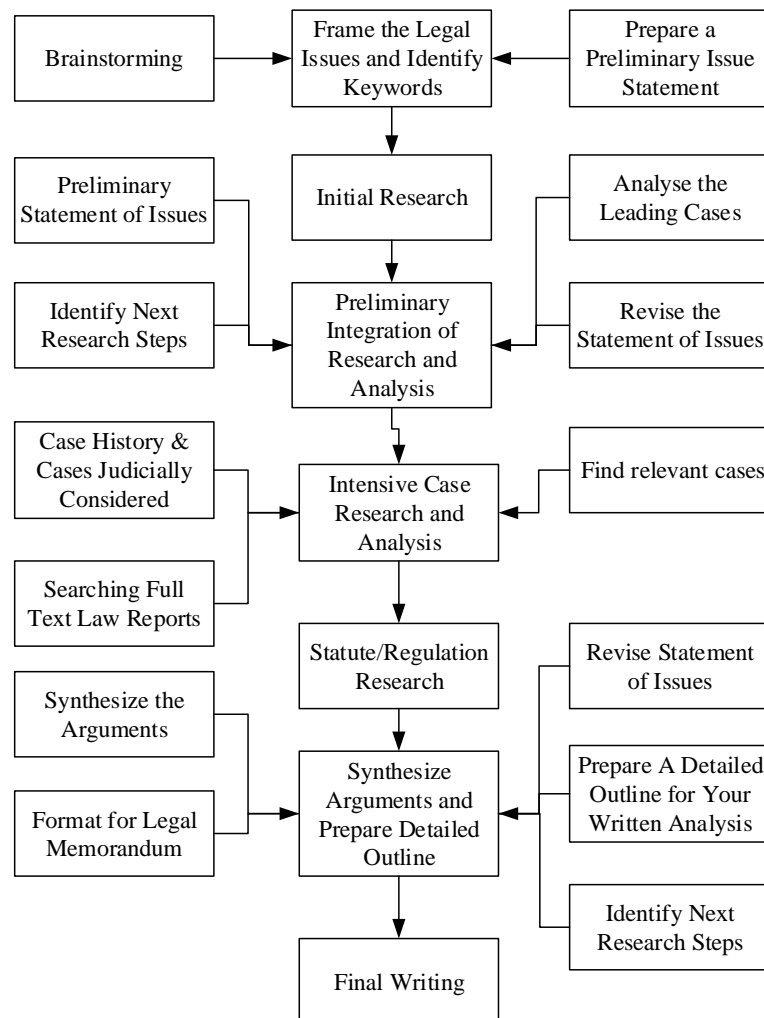 Brainstorming
Frame the Legal
Issues and Identify
Keywords
Prepare a
Preliminary Issue
Statement
Preliminary
Statement of Issues
Initial Research
Analyse the
Leading Cases
Identify Next
Research Steps
Preliminary
Integration of
Research and
Analysis
Revise the
Statement of Issues
Case History &
Cases Judicially
Considered
Intensive Case
Research and
Analysis
Find relevant cases
Searching Full
Text Law Reports
Statute/Regulation
Research
Revise Statement
of Issues
Synthesize the
Arguments
Synthesize
Arguments and
Prepare Detailed
Outline
Prepare A Detailed
Outline for Your
Written Analysis
Format for Legal
Memorandum
Identify Next
Research Steps
Final Writing